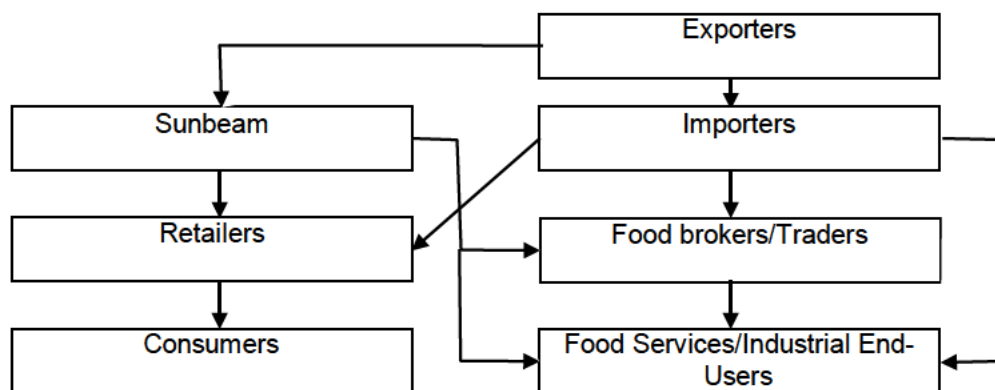 Exporters
Sunbeam
Importers
Retailers
Food brokers/Traders
Consumers
Food Services/Industrial End-
Users